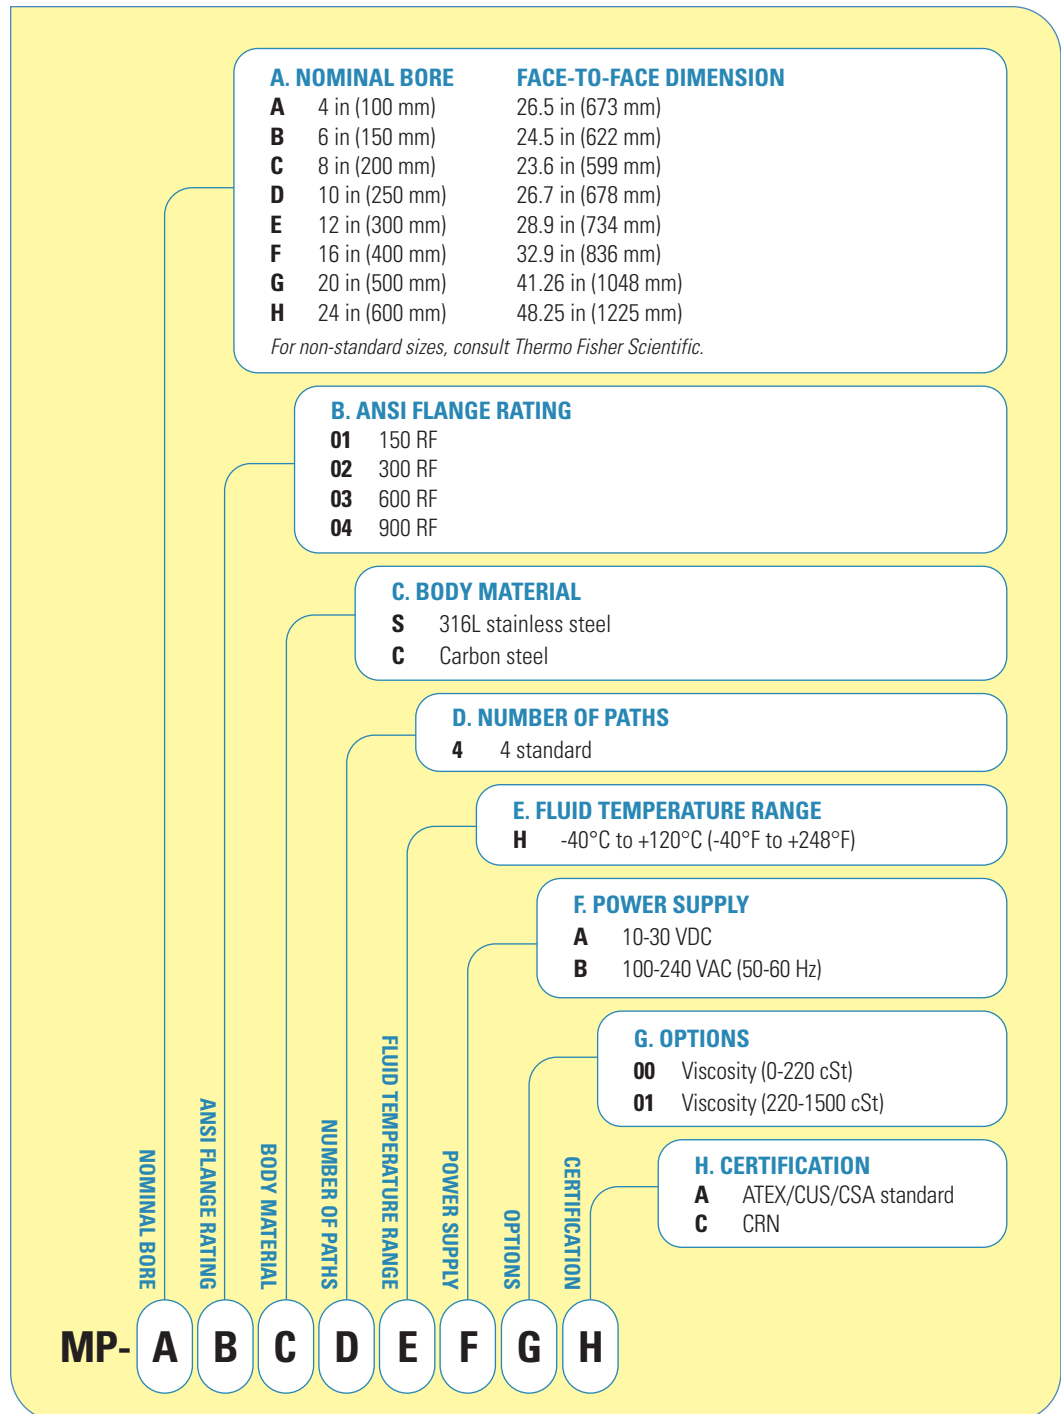 A. NOMINAL BORE FACE-TO-FACE DIMENSION
A 4 in (100 mm) 26.5 in (673 mm)
B 6 in (150 mm) 24.5 in (622 mm)
C 8 in (200 mm) 23.6 in (599 mm)
D 10 in (250 mm) 26.7 in (678 mm)
E 12 in (300 mm) 28.9 in (734 mm)
F 16 in (400 mm) 32.9 in (836 mm)
G 20 in (500 mm) 41.26 in (1048 mm)
H 24 in (600 mm) 48.25 in (1225 mm)
For non-standard sizes, consult Thermo Fisher Scientific.
B. ANSI FLANGE RATING
01 150 RF
02 300 RF
03 600 RF
04 900 RF
C. BODY MATERIAL
S 316L stainless steel
C Carbon steel
D. NUMBER OF PATHS
4 4 standard
E. FLUID TEMPERATURE RANGE
H -40°C to +120°C (-40°F to +248°F)
F. POWER SUPPLY
A 10-30 VDC
B 100-240 VAC (50-60 Hz)
G. OPTIONS
00 Viscosity (0-220 cSt)
01 Viscosity (220-1500 cSt)
H. CERTIFICATION
A ATEX/CUS/CSA standard
C CRN
NOMINAL BORE
ANSI FLANGE RATING
BODY MATERIAL
NUMBER OF PATHS
FLUID TEMPERATURE RANGE
POWER SUPPLY
OPTIONS
CERTIFICATION
MP- A B C D E F G H